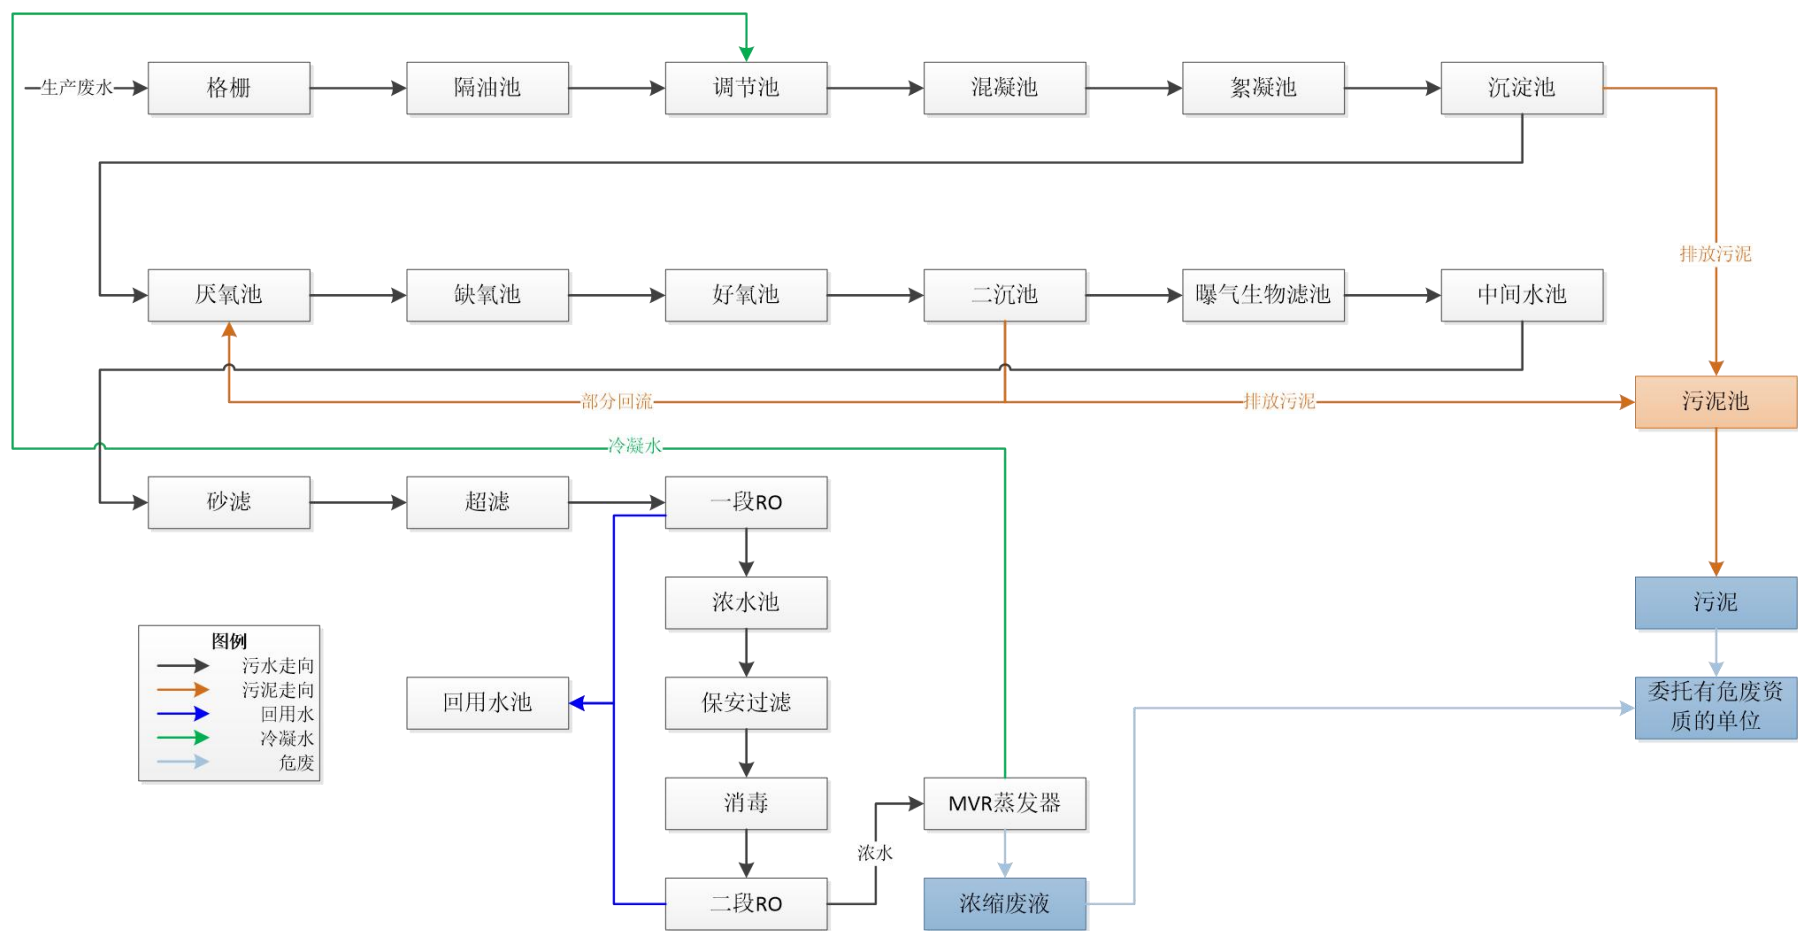 生产废水
格栅
隔油池
调节池
混凝池
絮凝池
沉淀池
排放污泥
厌氧池
缺氧池
好氧池
二沉池
曝气生物滤池
中间水池
部分回流
排放污泥
污泥池
冷凝水
砂滤
超滤
一段RO
浓水池
污泥
图例
污水走向
污泥走向
回用水
冷凝水
危废
回用水池
保安过滤
委托有危废资
质的单位
消毒
MVR蒸发器
浓水
二段RO
浓缩废液